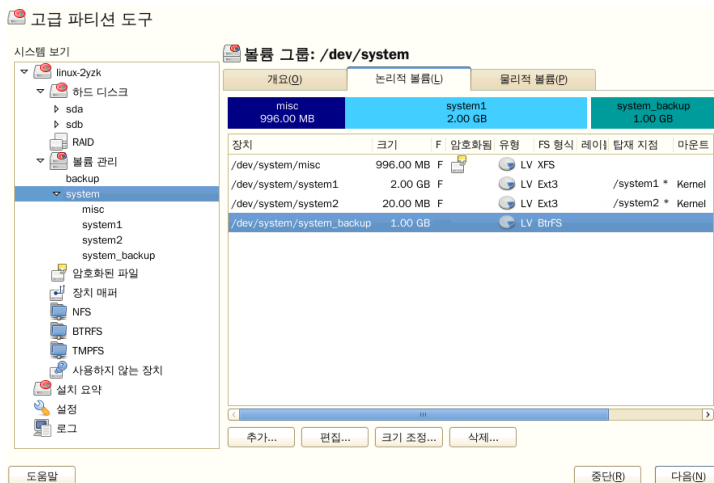 고급 파티션 도구
시스템 보기
linux-2yzk
하드 디스크
sda
sdb
RAID
볼륨 관리
backup
system
misc
system1
system2
system_backup
암호화된 파일
장치 매퍼
NFS
BTRFS
TMPFS
사용하지 않는 장치
설치 요약
설정
로그
볼륨 그룹: /dev/system
개요(O) 논리적 볼륨(L) 물리적 볼륨(P)
misc system1 system_backup
996.00 MB 2.00 GB 1.00 GB
장치 크기 F 암호화됨 유형 FS 형식 탑재 지점 마운트
/dev/system/misc 996.00 MB F LV XFS
/dev/system/system1 2.00 GB F LV Ext3 /system1 * Kernel
/dev/system/system2 20.00 MB F LV Ext3 /system2 * Kernel
/dev/system/system_backup 1.00 GB LV BtrFS
추가... 편집... 크기 조정... 삭제...
도움말 중단(R) 다음(N)